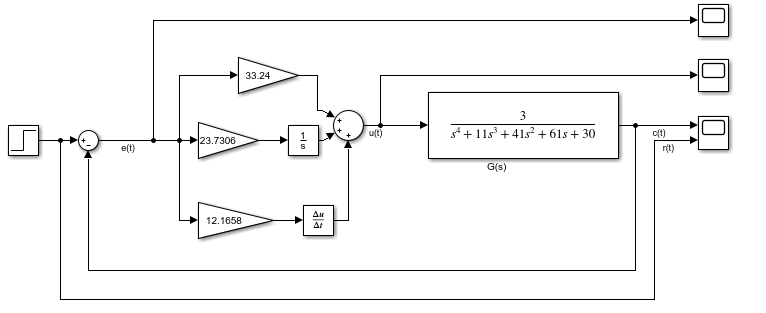 33.24
23.7306
1
s
12.1658
Δu
Δt
+
−
+
+
+
e(t)
u(t)
3
s⁴ + 11s³ + 41s² + 61s + 30
G(s)
c(t)
r(t)